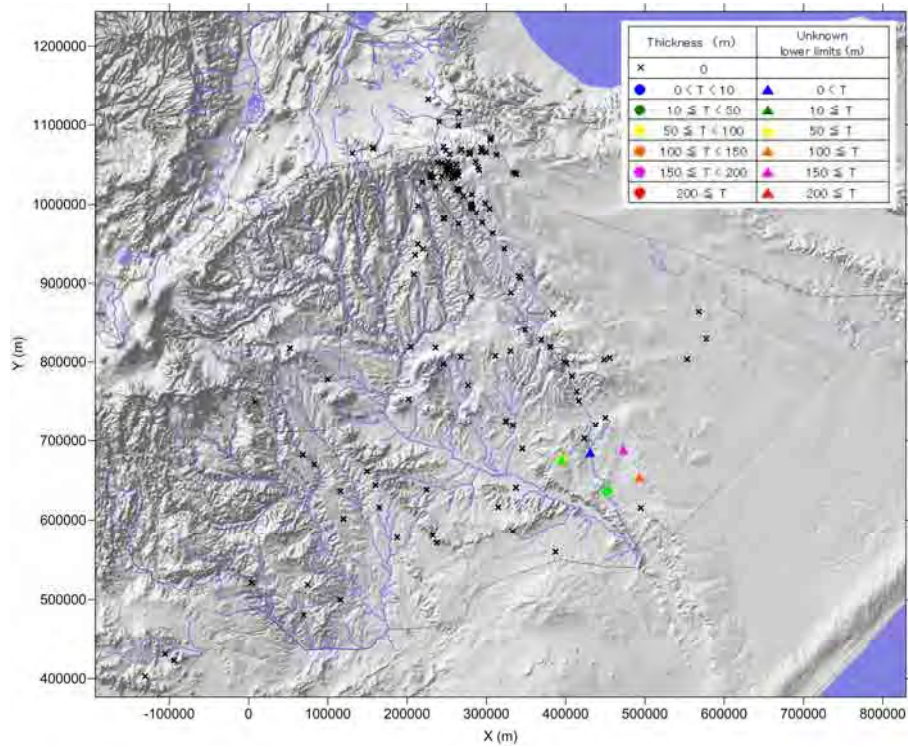 Thickness (m) Unknown lower limits (m)
× 0
0 < T < 10 0 < T
10 ≦ T < 50 10 ≦ T
50 ≦ T < 100 50 ≦ T
100 ≦ T < 150 100 ≦ T
150 ≦ T < 200 150 ≦ T
200 ≦ T 200 ≦ T
Y (m)
1200000
1100000
1000000
900000
800000
700000
600000
500000
400000
-100000 0 100000 200000 300000 400000 500000 600000 700000 800000
X (m)